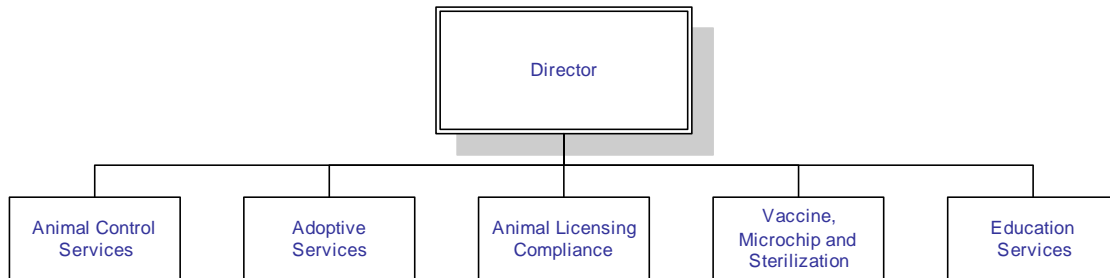 Director
Animal Control
Services
Adoptive
Services
Animal Licensing
Compliance
Vaccine,
Microchip and
Sterilization
Education
Services